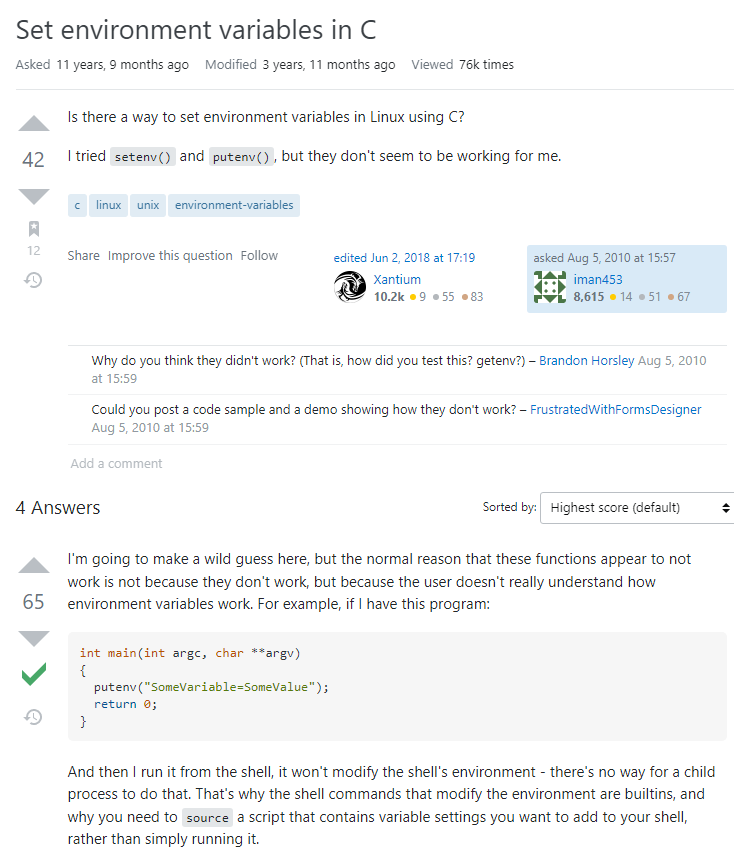 Set environment variables in C
Asked 11 years, 9 months ago Modified 3 years, 11 months ago Viewed 76k times
Is there a way to set environment variables in Linux using C?
42
I tried setenv() and putenv(), but they don't seem to be working for me.
c linux unix environment-variables
12
Share Improve this question Follow
edited Jun 2, 2018 at 17:19
Xantium
10.2k 9 55 83
asked Aug 5, 2010 at 15:57
iman453
8,615 14 51 67
Why do you think they didn't work? (That is, how did you test this? getenv?) – Brandon Horsley Aug 5, 2010
at 15:59
Could you post a code sample and a demo showing how they don't work? – FrustratedWithFormsDesigner
Aug 5, 2010 at 15:59
Add a comment
4 Answers
Sorted by: Highest score (default)
I'm going to make a wild guess here, but the normal reason that these functions appear to not
work is not because they don't work, but because the user doesn't really understand how
65
environment variables work. For example, if I have this program:
int main(int argc, char **argv)
{
putenv("SomeVariable=SomeValue");
return 0;
}
And then I run it from the shell, it won't modify the shell's environment - there's no way for a child
process to do that. That's why the shell commands that modify the environment are builtins, and
why you need to source a script that contains variable settings you want to add to your shell,
rather than simply running it.